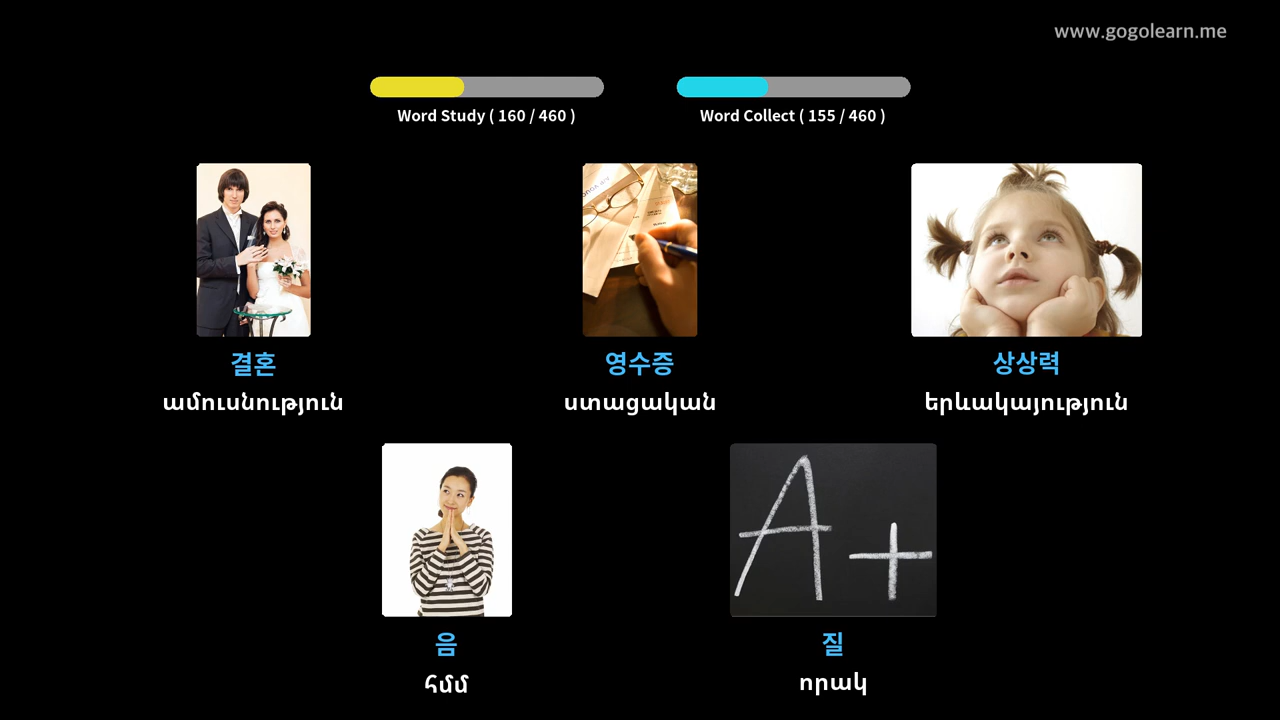 www.gogolearn.me
Word Study ( 160 / 460 )
Word Collect ( 155 / 460 )
결혼
영수증
상상력
ամուսնություն
ստացական
երևակայություն
A+
음
질
հմմ
որակ